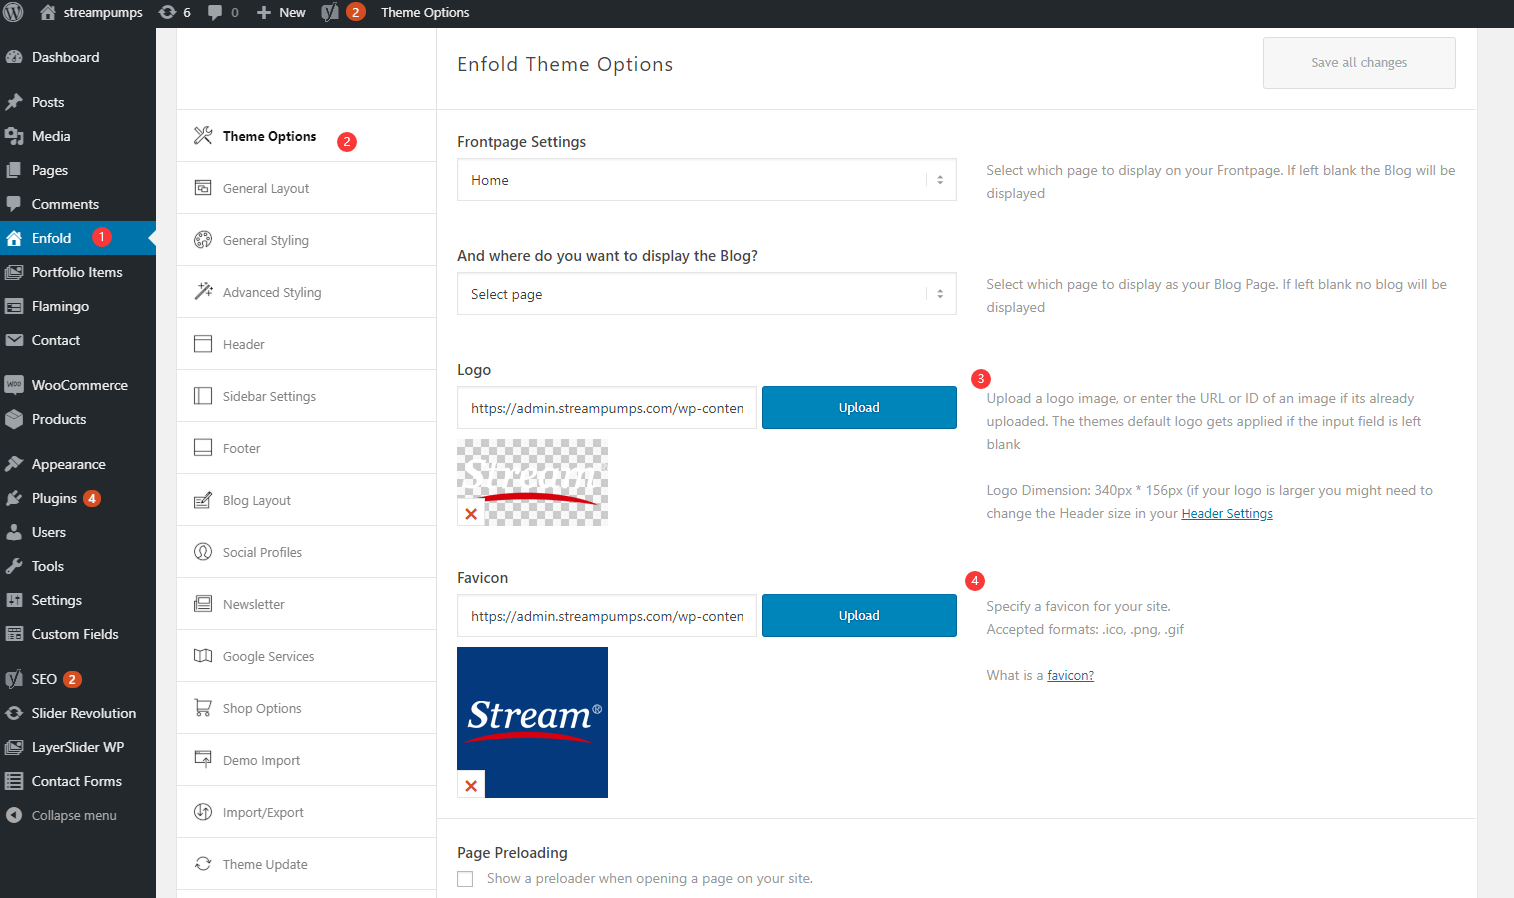 streampumps 6 0 New 2 Theme Options
Dashboard
Posts
Media
Pages
Comments
Enfold 1
Portfolio Items
Flamingo
Contact
WooCommerce
Products
Appearance
Plugins 4
Users
Tools
Settings
Custom Fields
SEO 2
Slider Revolution
LayerSlider WP
Contact Forms
Collapse menu
Theme Options 2
General Layout
General Styling
Advanced Styling
Header
Sidebar Settings
Footer
Blog Layout
Social Profiles
Newsletter
Google Services
Shop Options
Demo Import
Import/Export
Theme Update
Enfold Theme Options
Save all changes
Frontpage Settings
Home
Select which page to display on your Frontpage. If left blank the Blog will be
displayed
And where do you want to display the Blog?
Select page
Select which page to display as your Blog Page. If left blank no blog will be
displayed
Logo
https://admin.streampumps.com/wp-conten
Upload
Stream®
3
Upload a logo image, or enter the URL or ID of an image if its already
uploaded. The themes default logo gets applied if the input field is left
blank
Logo Dimension: 340px * 156px (if your logo is larger you might need to
change the Header size in your Header Settings
Favicon
https://admin.streampumps.com/wp-conten
Upload
Stream®
4
Specify a favicon for your site.
Accepted formats: .ico, .png, .gif
What is a favicon?
Page Preloading
Show a preloader when opening a page on your site.